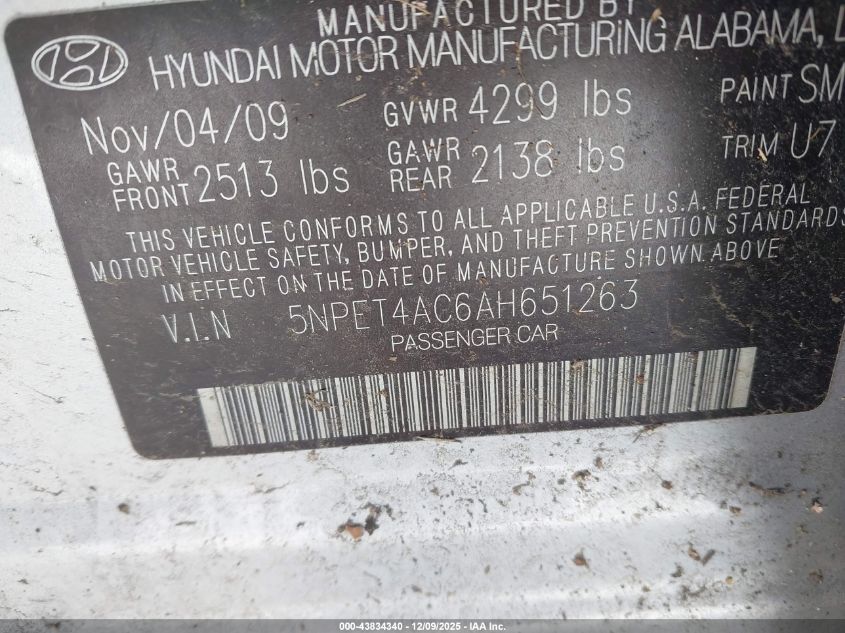 MANUFACTURED BY
HYUNDAI MOTOR MANUFACTURING ALABAMA,
Nov/04/09 GVWR 4299 lbs PAINT SM
GAWR FRONT 2513 lbs GAWR REAR 2138 lbs TRIM U7
THIS VEHICLE CONFORMS TO ALL APPLICABLE U.S.A. FEDERAL
MOTOR VEHICLE SAFETY, BUMPER, AND THEFT PREVENTION STANDARDS
IN EFFECT ON THE DATE OF MANUFACTURE SHOWN ABOVE
V.I.N 5NPET4AC6AH651263
PASSENGER CAR
000-43834340 - 12/09/2025 - IAA Inc.